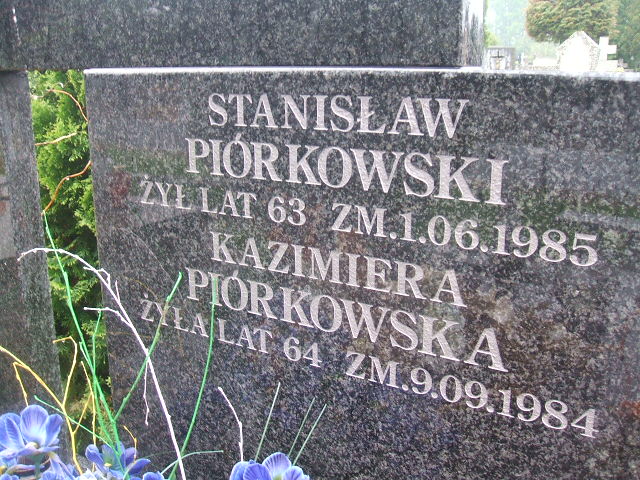 STANISŁAW
PIÓRKOWSKI
ŻYŁ LAT 63 ZM.1.06.1985
KAZIMIERA
PIÓRKOWSKA
ŻYŁA LAT 64 ZM.9.09.1984